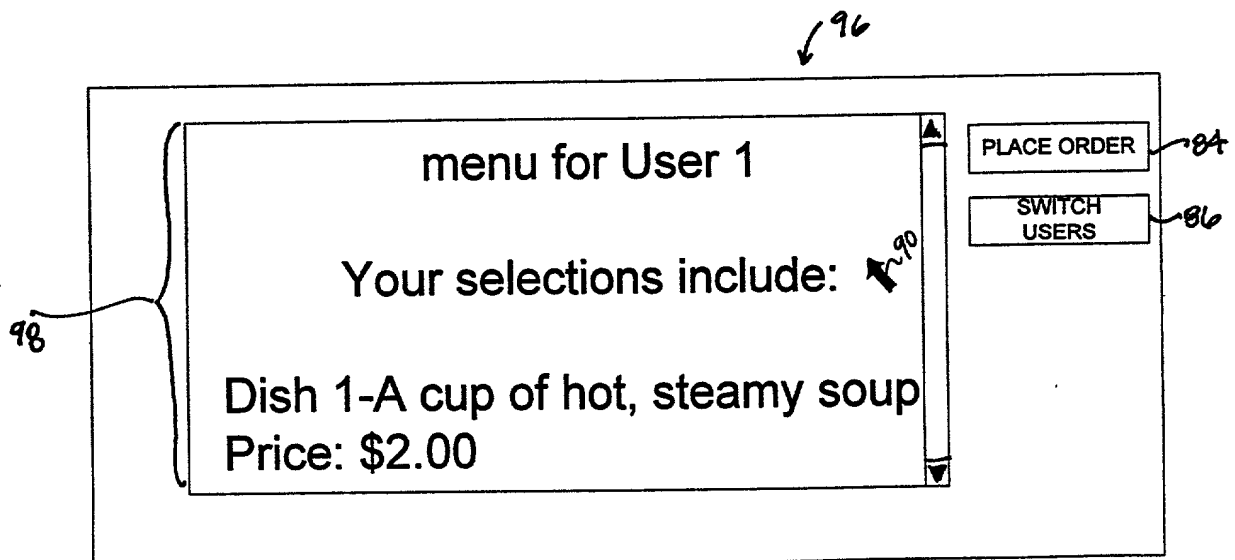 96
menu for User 1
PLACE ORDER
84
SWITCH
USERS
86
Your selections include:
90
98
Dish 1-A cup of hot, steamy soup
Price: $2.00